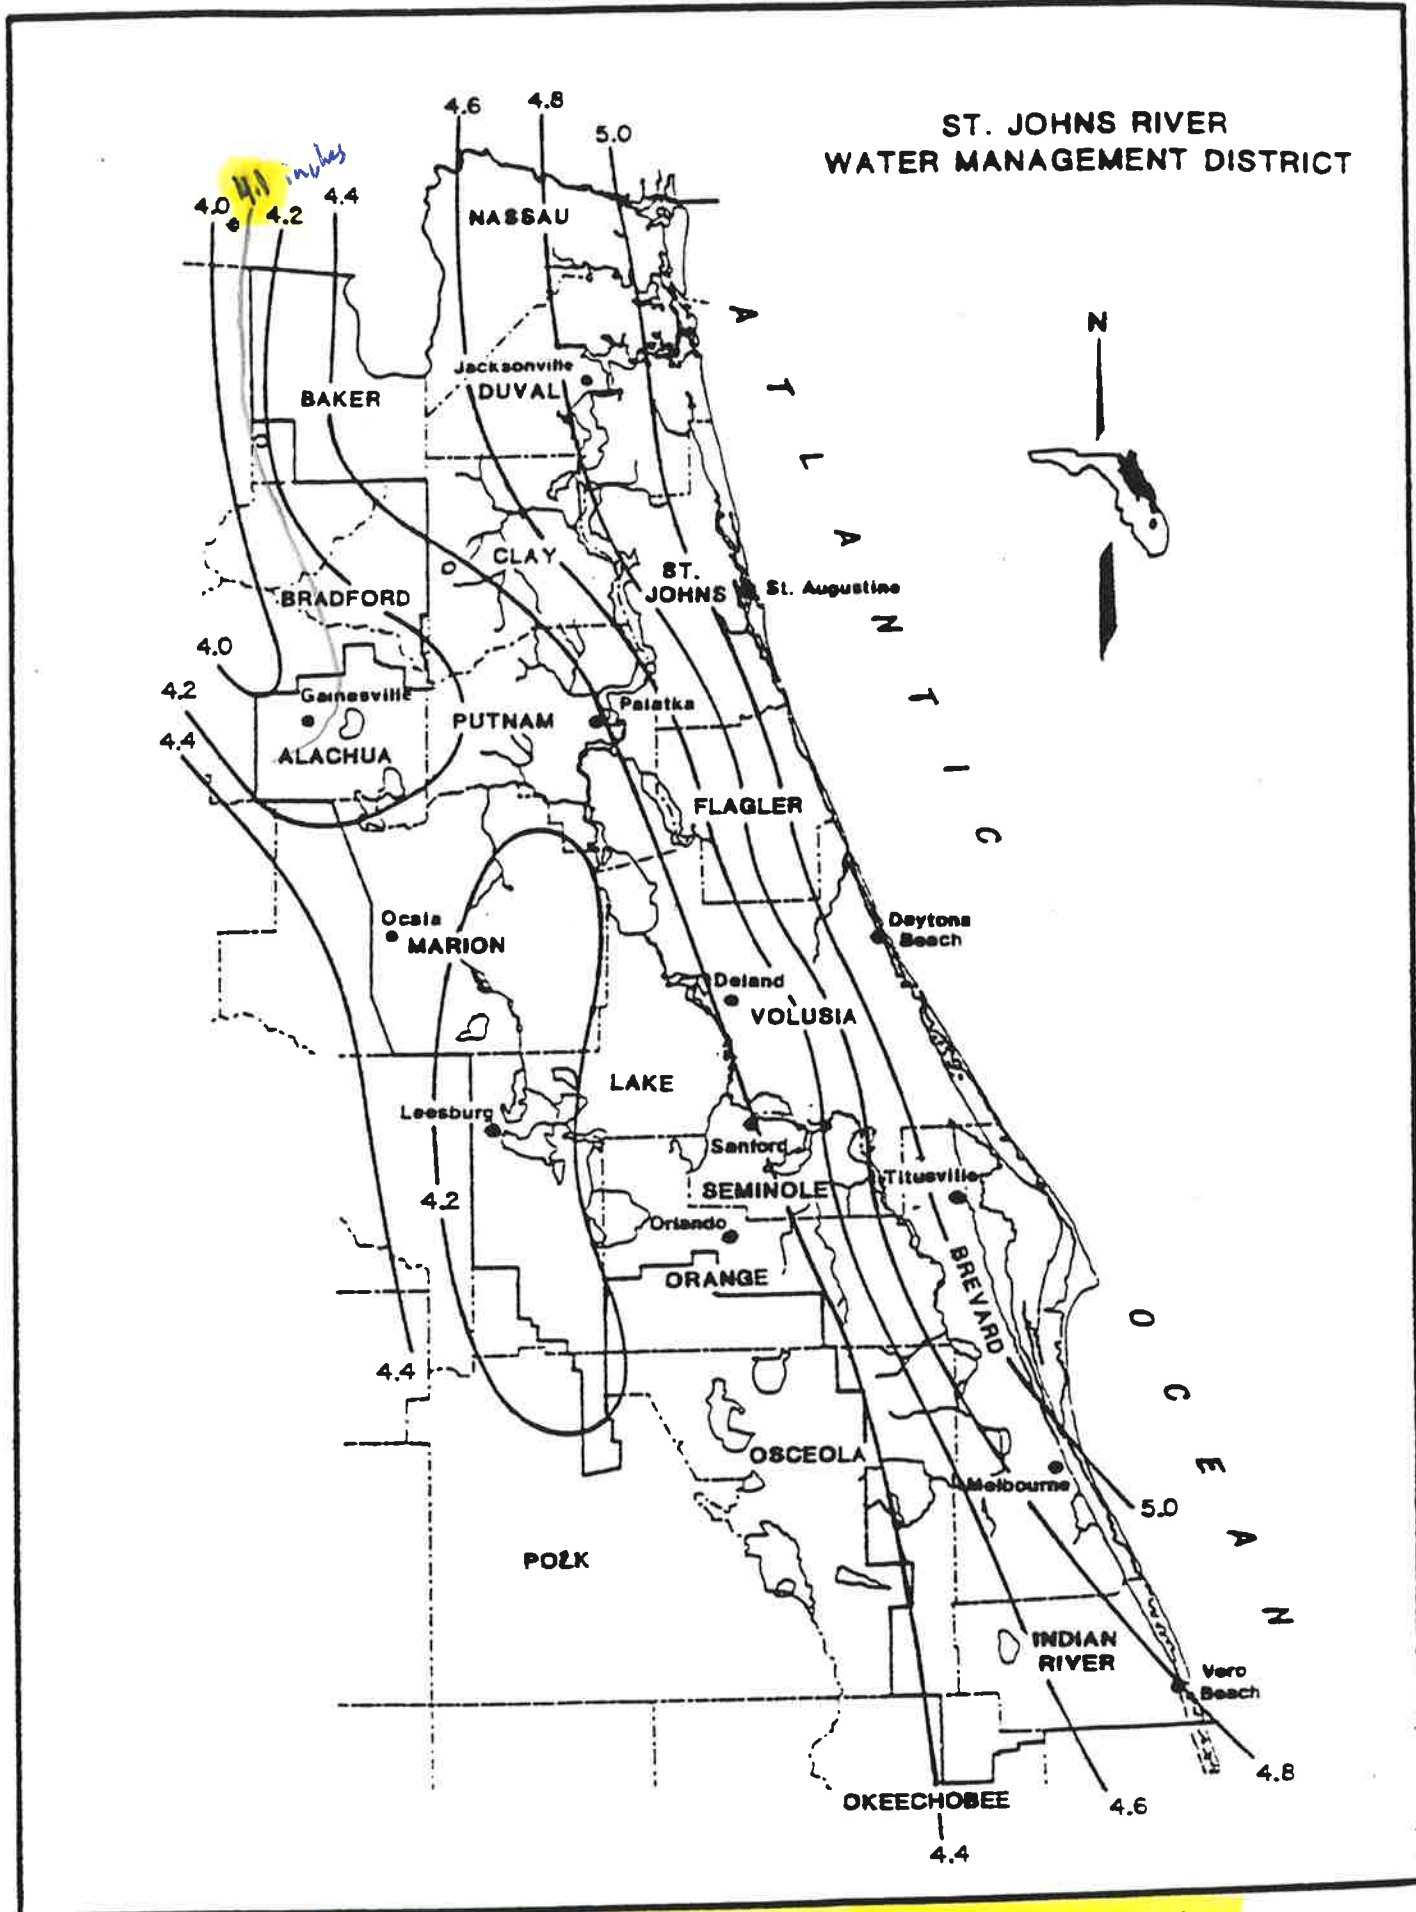 ST. JOHNS RIVER
WATER MANAGEMENT DISTRICT
4.6
4.8
5.0
4.1 inches
4.0
4.2
4.4
NASSAU
N
Jacksonville
DUVAL
BAKER
CLAY
ST.
JOHNS
St. Augustine
BRADFORD
4.0
4.2
4.4
Gainesville
ALACHUA
PUTNAM
Palatka
FLAGLER
ATLANTIC
Ocala
MARION
Daytona
Beach
Deland
VOLUSIA
LAKE
Leesburg
Sanford
SEMINOLE
Titusville
4.2
Orlando
ORANGE
BREVARD
OCEAN
4.4
OSCEOLA
Melbourne
5.0
POLK
INDIAN
RIVER
Vero
Beach
4.8
4.6
OKEECHOBEE
4.4